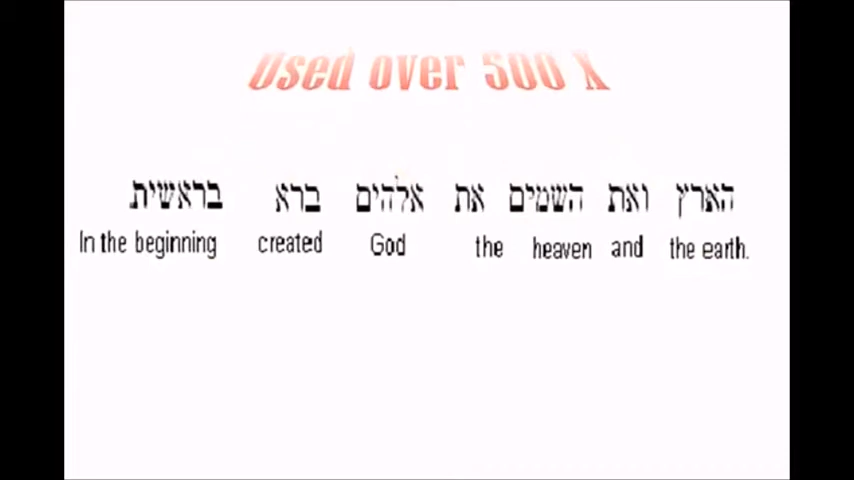 Used over 500 X
בראשית ברא אלהים את השמים ואת הארץ
In the beginning created God the heaven and the earth.